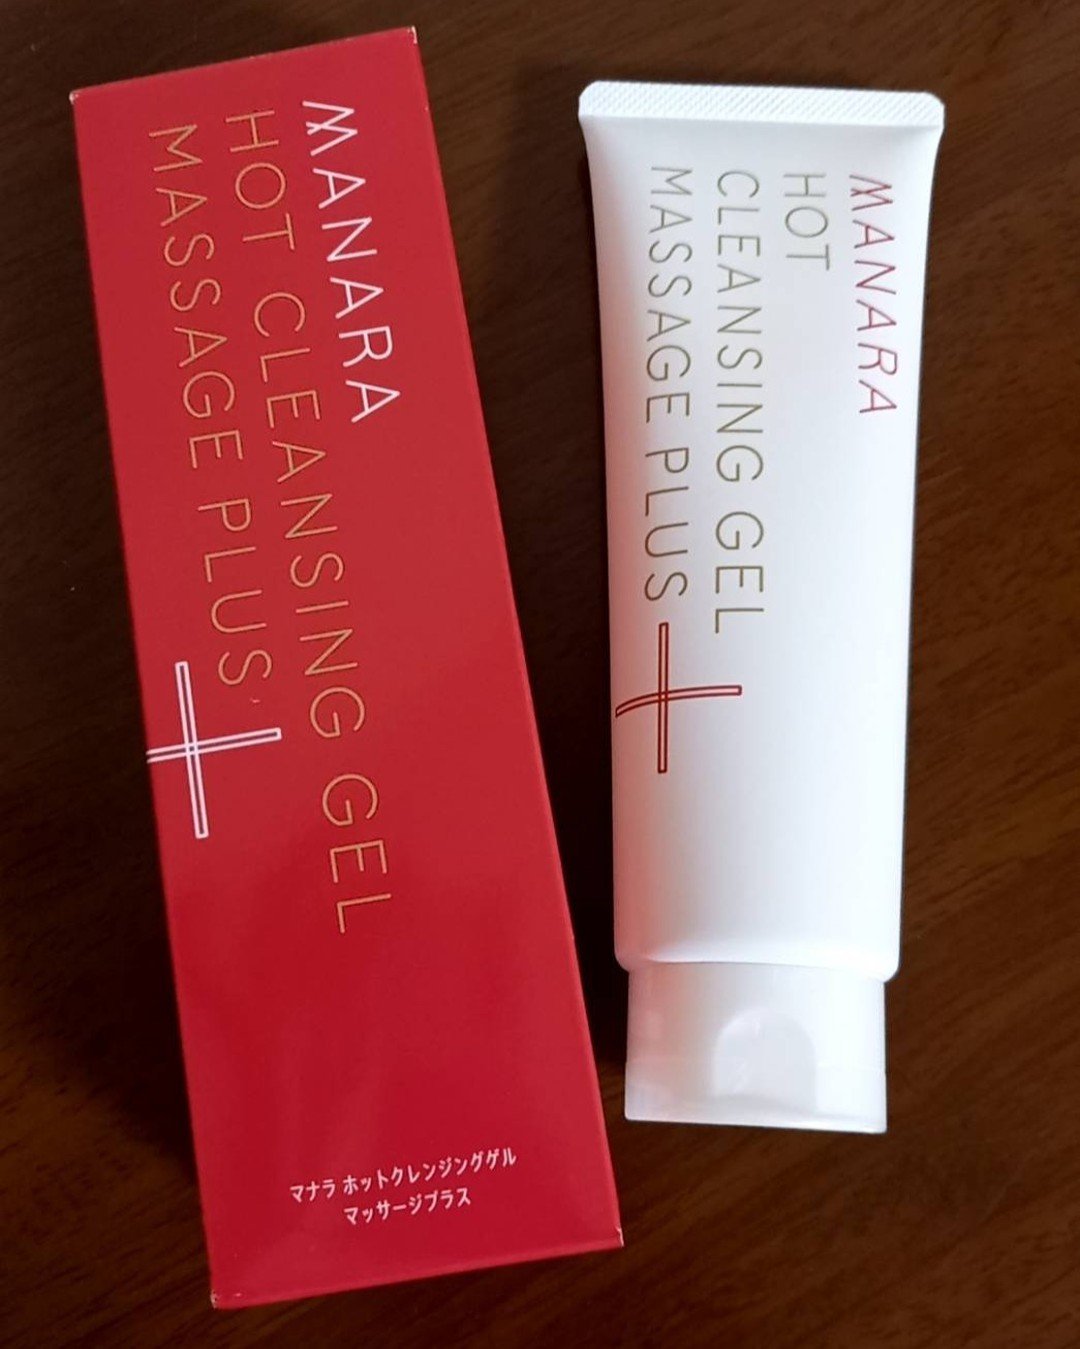 MANARA
HOT CLEANSING GEL
MASSAGE PLUS
マナラ ホットクレンジングゲル
マッサージプラス
MANARA
HOT
CLEANSING GEL
MASSAGE PLUS